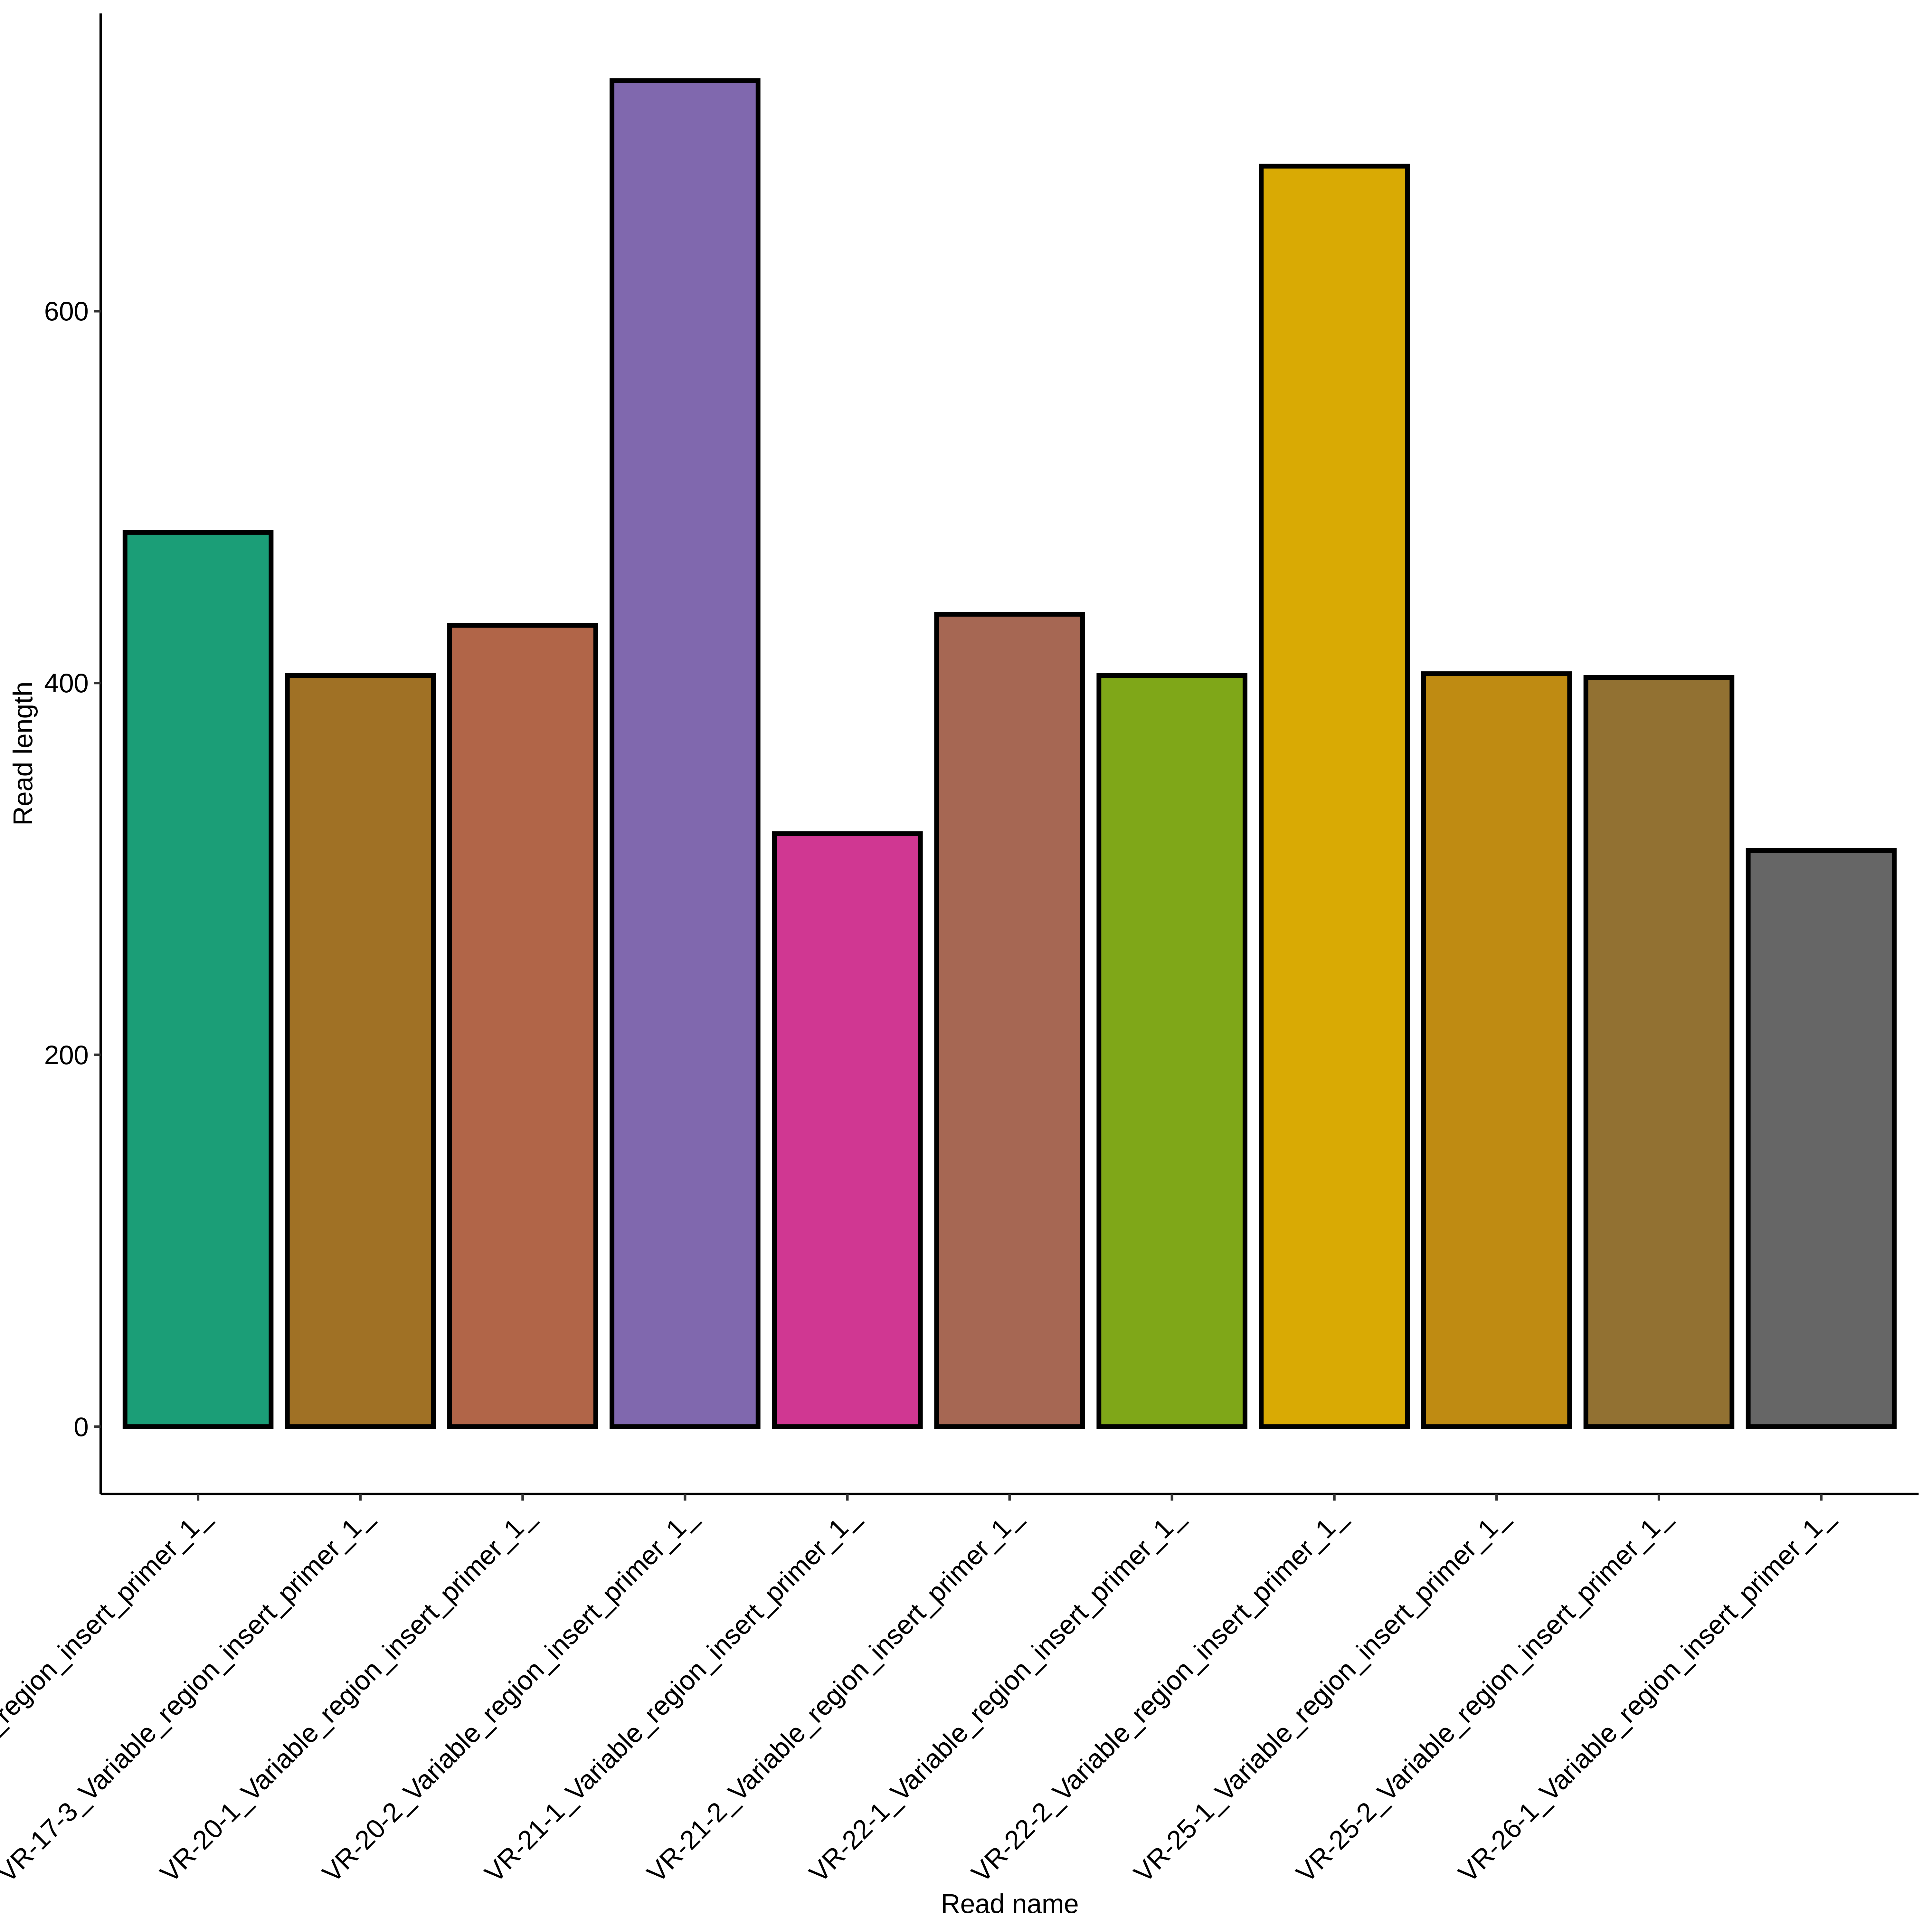 Read length
600
400
200
0
_region_insert_primer_1_
VR-17-3_Variable_region_insert_primer_1_
VR-20-1_Variable_region_insert_primer_1_
VR-20-2_Variable_region_insert_primer_1_
VR-21-1_Variable_region_insert_primer_1_
VR-21-2_Variable_region_insert_primer_1_
VR-22-1_Variable_region_insert_primer_1_
VR-22-2_Variable_region_insert_primer_1_
VR-25-1_Variable_region_insert_primer_1_
VR-25-2_Variable_region_insert_primer_1_
VR-26-1_Variable_region_insert_primer_1_
Read name